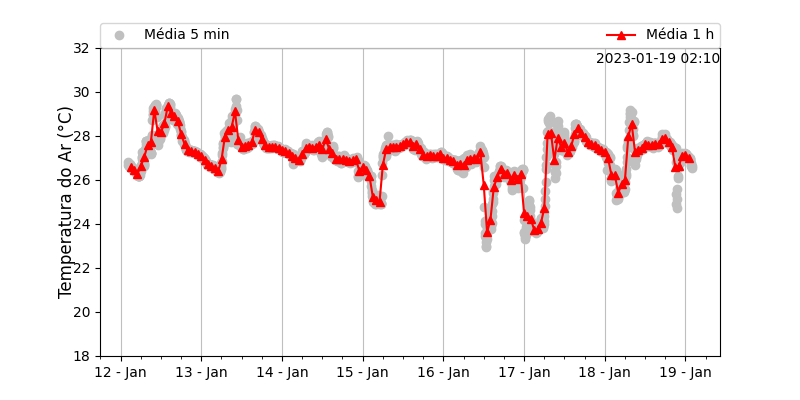 Média 5 min
Média 1 h
2023-01-19 02:10
Temperatura do Ar (°C)
32
30
28
26
24
22
20
18
12 - Jan
13 - Jan
14 - Jan
15 - Jan
16 - Jan
17 - Jan
18 - Jan
19 - Jan